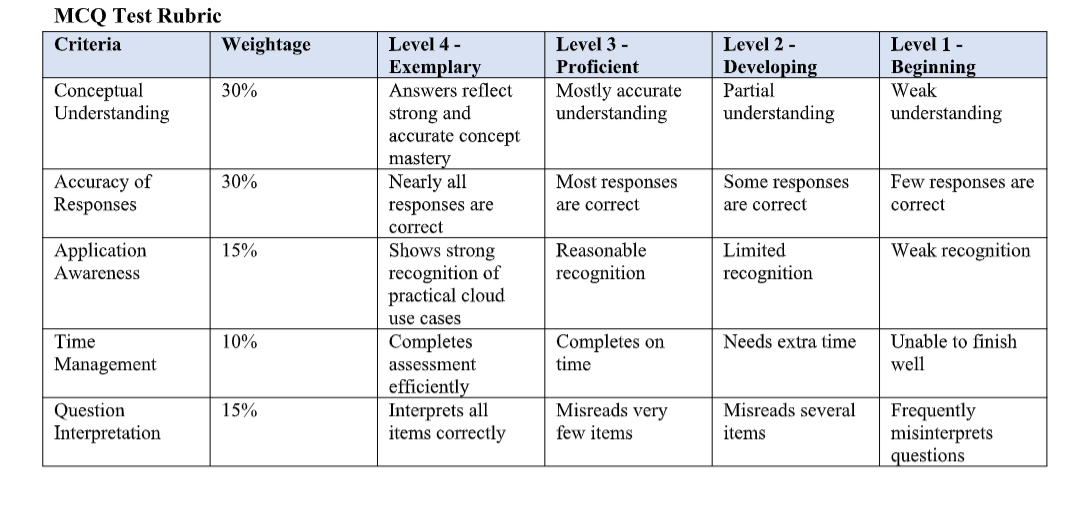 MCQ Test Rubric
Criteria
Weightage
Level 4 -
Exemplary
Level 3 -
Proficient
Level 2 -
Developing
Level 1 -
Beginning
Conceptual
Understanding
30%
Answers reflect
strong and
accurate concept
mastery
Mostly accurate
understanding
Partial
understanding
Weak
understanding
Accuracy of
Responses
30%
Nearly all
responses are
correct
Most responses
are correct
Some responses
are correct
Few responses are
correct
Application
Awareness
15%
Shows strong
recognition of
practical cloud
use cases
Reasonable
recognition
Limited
recognition
Weak recognition
Time
Management
10%
Completes
assessment
efficiently
Completes on
time
Needs extra time
Unable to finish
well
Question
Interpretation
15%
Interprets all
items correctly
Misreads very
few items
Misreads several
items
Frequently
misinterprets
questions